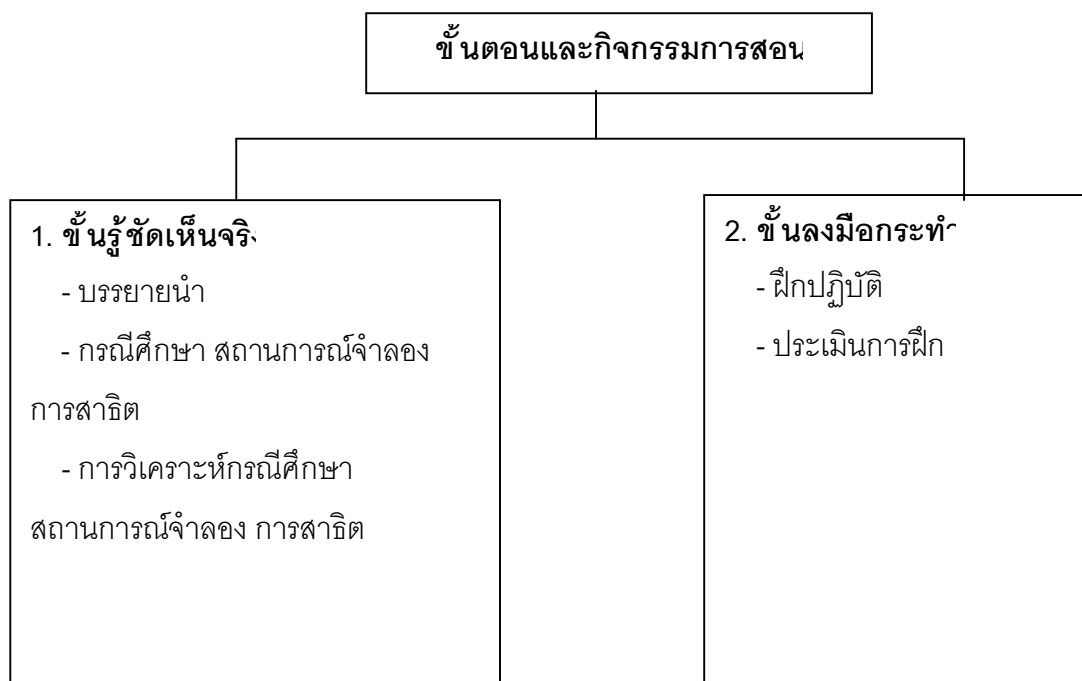 ขั้นตอนและกิจกรรมการสอน
1. ขั้นรู้ชัดเห็นจริง
- บรรยายนำ
- กรณีศึกษา สถานการณ์จำลอง
การสาธิต
- การวิเคราะห์กรณีศึกษา
สถานการณ์จำลอง การสาธิต
2. ขั้นลงมือกระทำ
- ฝึกปฏิบัติ
- ประเมินการฝึก